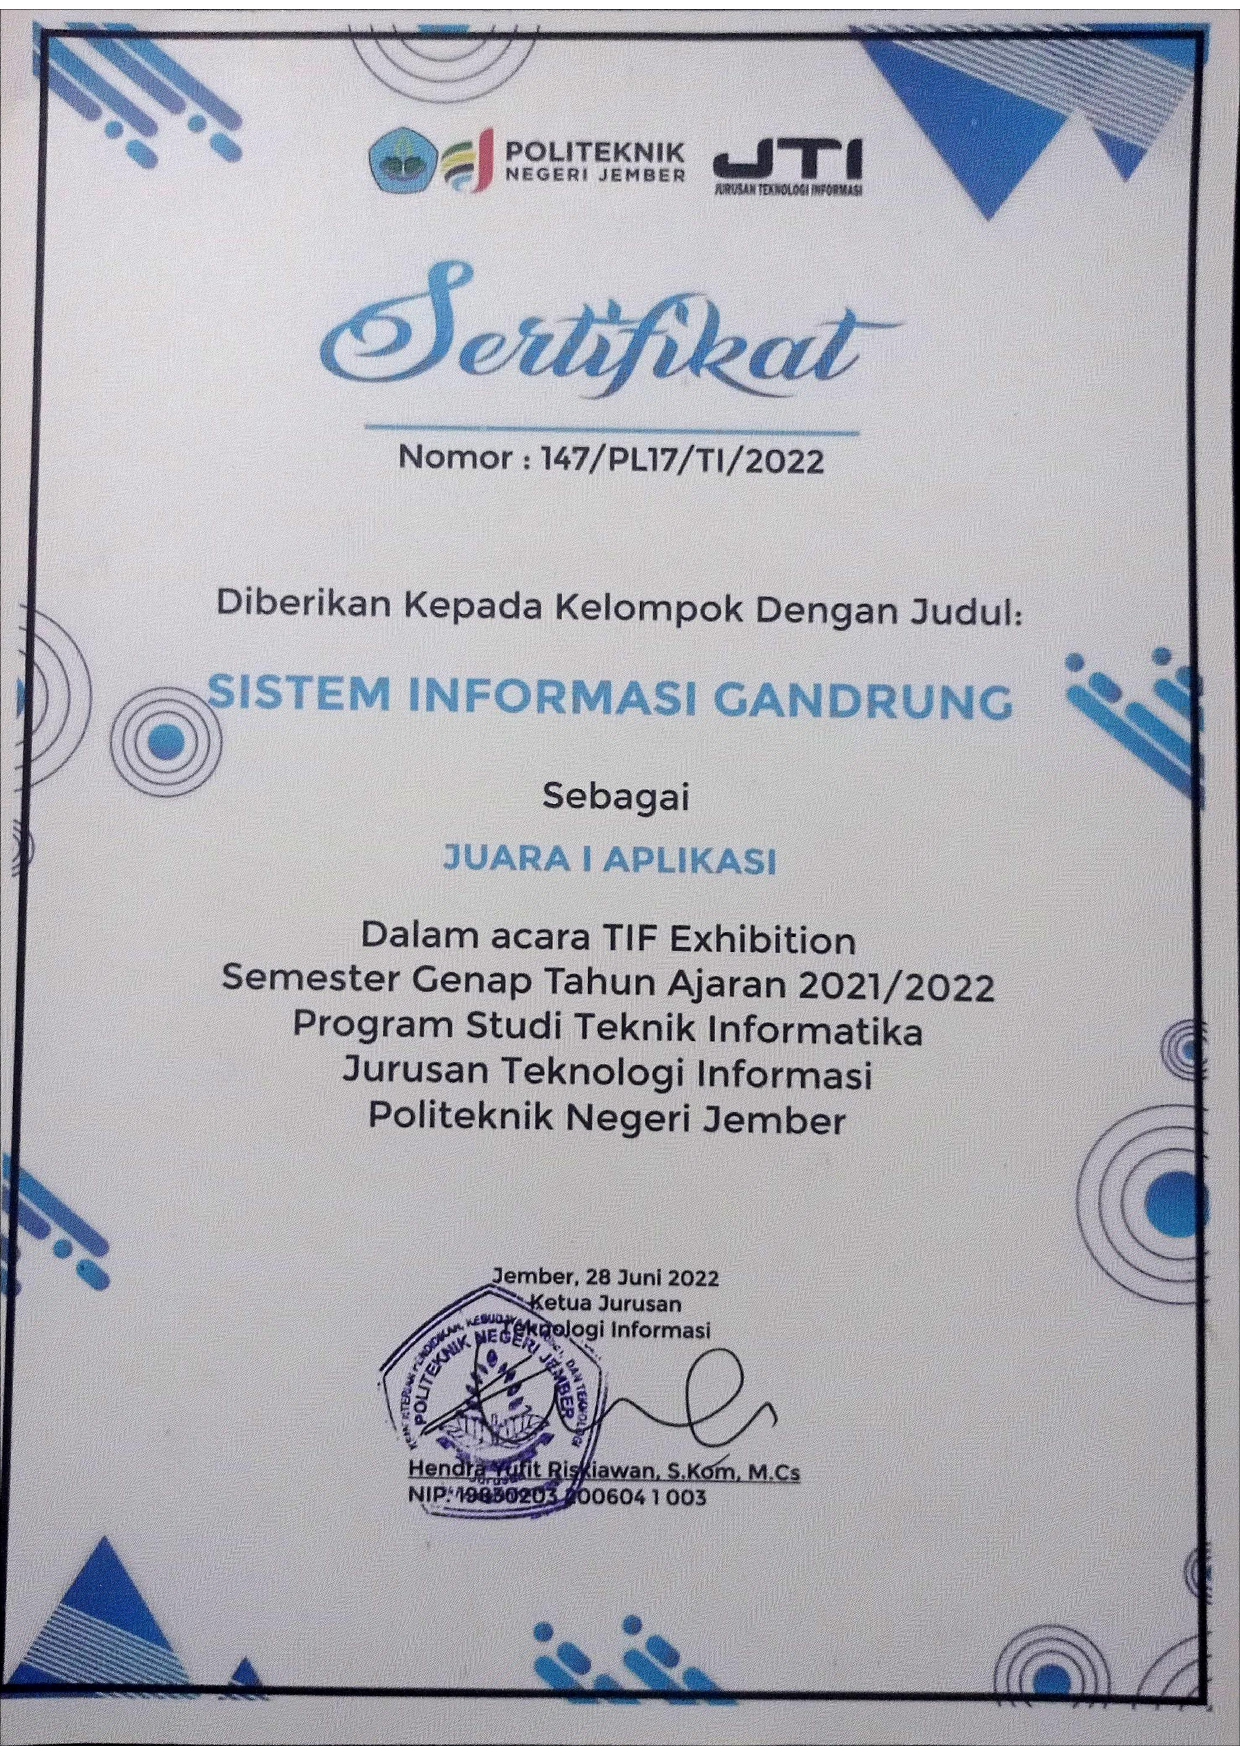 POLITEKNIK
NEGERI JEMBER
JTI
JURUSAN TEKNOLOGI INFORMASI
Sertifikat
Nomor : 147/PL17/TI/2022
Diberikan Kepada Kelompok Dengan Judul:
SISTEM INFORMASI GANDRUNG
Sebagai
JUARA I APLIKASI
Dalam acara TIF Exhibition
Semester Genap Tahun Ajaran 2021/2022
Program Studi Teknik Informatika
Jurusan Teknologi Informasi
Politeknik Negeri Jember
Jember, 28 Juni 2022
Ketua Jurusan
Teknologi Informasi
POLITEKNIK NEGERI JEMBER
Hendra Yufit Riskiawan, S.Kom, M.Cs
NIP. 19830203 200604 1 003